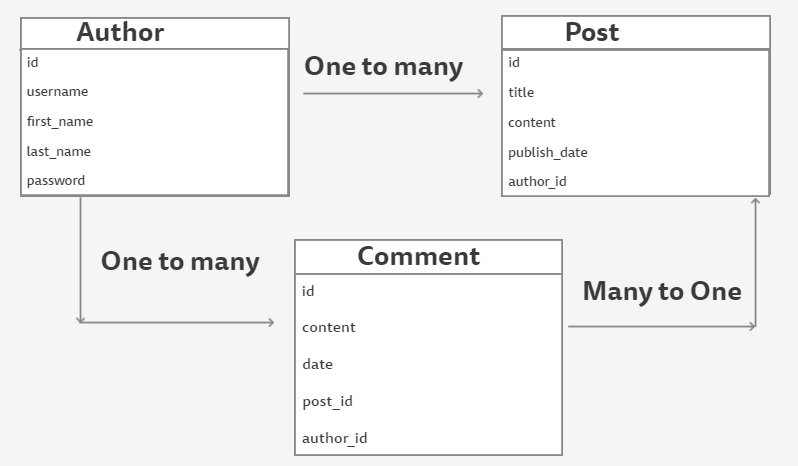 Author
id
username
first_name
last_name
password
One to many
Post
id
title
content
publish_date
author_id
One to many
Comment
id
content
date
post_id
author_id
Many to One